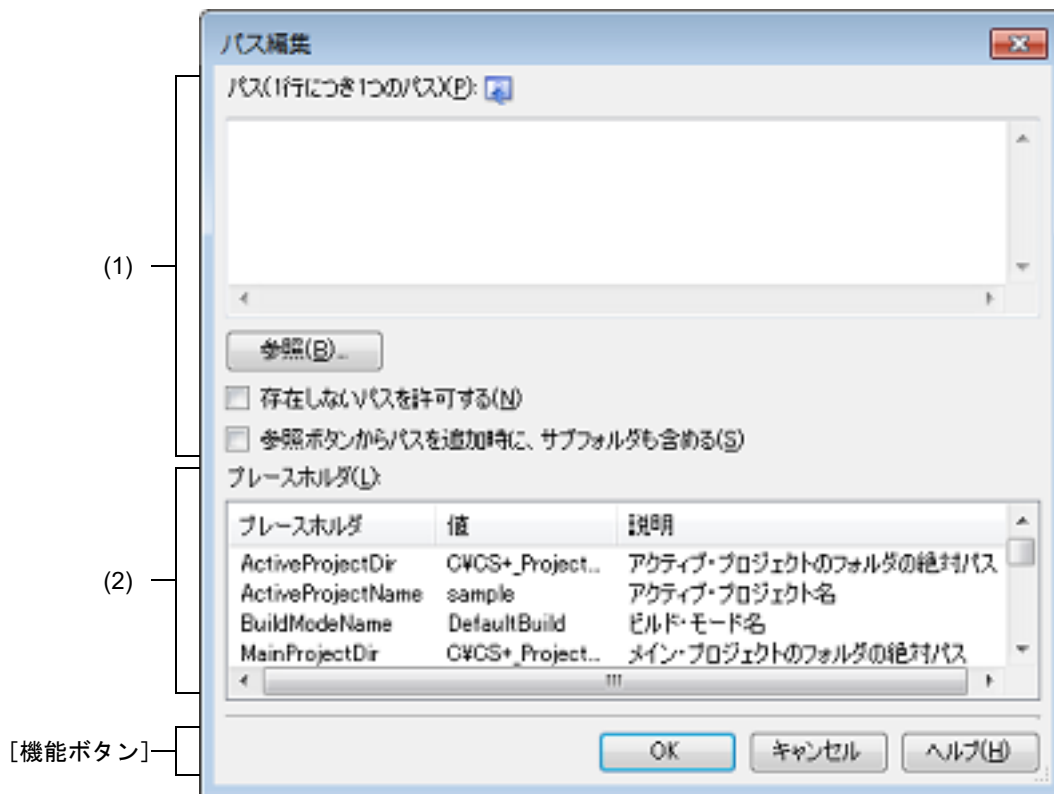 パス編集
パス(1行につき1つのパス)(P):
(1)
参照(B)...
存在しないパスを許可する(N)
参照ボタンからパスを追加時に、サブフォルダも含める(S)
プレースホルダ(L):
プレースホルダ 値 説明
ActiveProjectDir C:¥CS+_Project... アクティブ・プロジェクトのフォルダの絶対パス
(2)
ActiveProjectName sample アクティブ・プロジェクト名
BuildModeName DefaultBuild ビルド・モード名
MainProjectDir C:¥CS+_Project... メイン・プロジェクトのフォルダの絶対パス
[機能ボタン]
OK キャンセル ヘルプ(H)